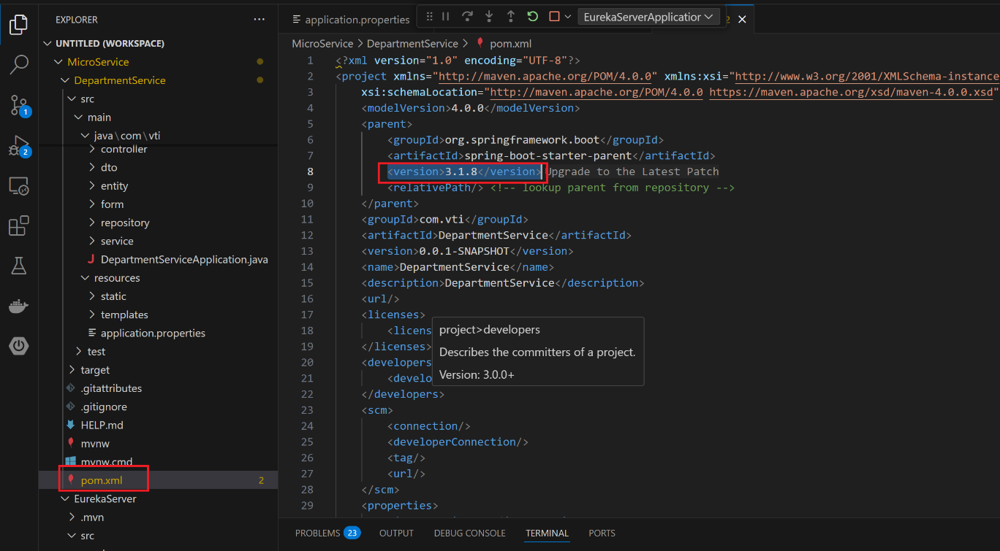 EXPLORER
UNTITLED (WORKSPACE)
MicroService
DepartmentService
src
main
java\com\vti
controller
dto
entity
form
repository
service
J DepartmentServiceApplication.java
resources
static
templates
application.properties
test
target
.gitattributes
.gitignore
HELP.md
mvnw
mvnw.cmd
pom.xml 2
EurekaServer
.mvn
src
1
2
application.properties
EurekaServerApplication
2
MicroService > DepartmentService > pom.xml
1 <?xml version="1.0" encoding="UTF-8"?>
2 <project xmlns="http://maven.apache.org/POM/4.0.0" xmlns:xsi="http://www.w3.org/2001/XMLSchema-instance
3 xsi:schemaLocation="http://maven.apache.org/POM/4.0.0 https://maven.apache.org/xsd/maven-4.0.0.xsd"
4 <modelVersion>4.0.0</modelVersion>
5 <parent>
6 <groupId>org.springframework.boot</groupId>
7 <artifactId>spring-boot-starter-parent</artifactId>
8 <version>3.1.8</version> Upgrade to the Latest Patch
9 <relativePath/> <!-- lookup parent from repository -->
10 </parent>
11 <groupId>com.vti</groupId>
12 <artifactId>DepartmentService</artifactId>
13 <version>0.0.1-SNAPSHOT</version>
14 <name>DepartmentService</name>
15 <description>DepartmentService</description>
16 <url/>
17 <licenses>
18 <licens
19 </licenses>
20 <developers
21 <develo
22 </developers>
23 <scm>
24 <connection/>
25 <developerConnection/>
26 <tag/>
27 <url/>
28 </scm>
29 <properties>
project>developers
Describes the committers of a project.
Version: 3.0.0+
PROBLEMS 23 OUTPUT DEBUG CONSOLE TERMINAL PORTS